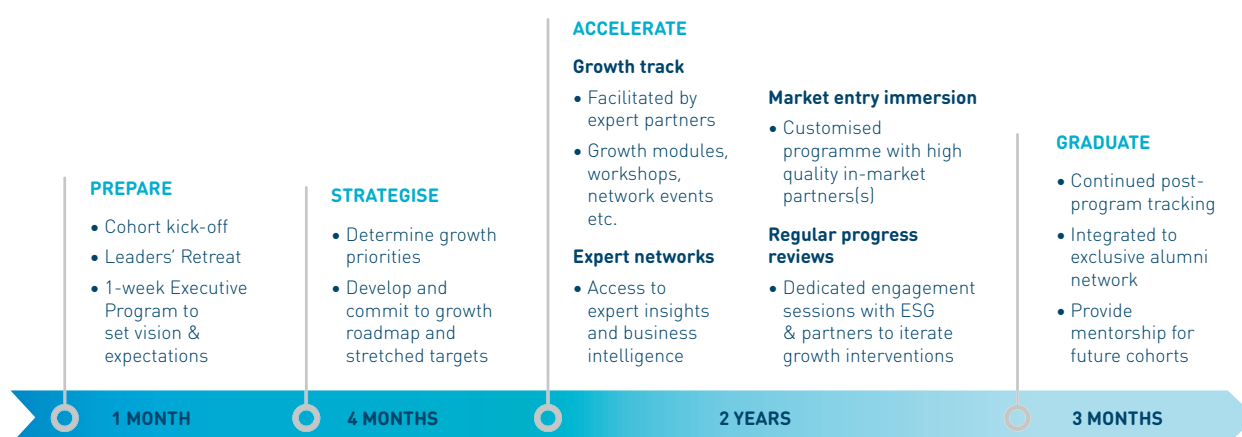 PREPARE
• Cohort kick-off
• Leaders' Retreat
• 1-week Executive
Program to
set vision &
expectations
STRATEGISE
• Determine growth
priorities
• Develop and
commit to growth
roadmap and
stretched targets
ACCELERATE
Growth track
• Facilitated by
expert partners
• Growth modules,
workshops,
network events
etc.
Expert networks
• Access to
expert insights
and business
intelligence
Market entry immersion
• Customised
programme with high
quality in-market
partners(s)
Regular progress
reviews
• Dedicated engagement
sessions with ESG
& partners to iterate
growth interventions
GRADUATE
• Continued post-
program tracking
• Integrated to
exclusive alumni
network
• Provide
mentorship for
future cohorts
1 MONTH
4 MONTHS
2 YEARS
3 MONTHS